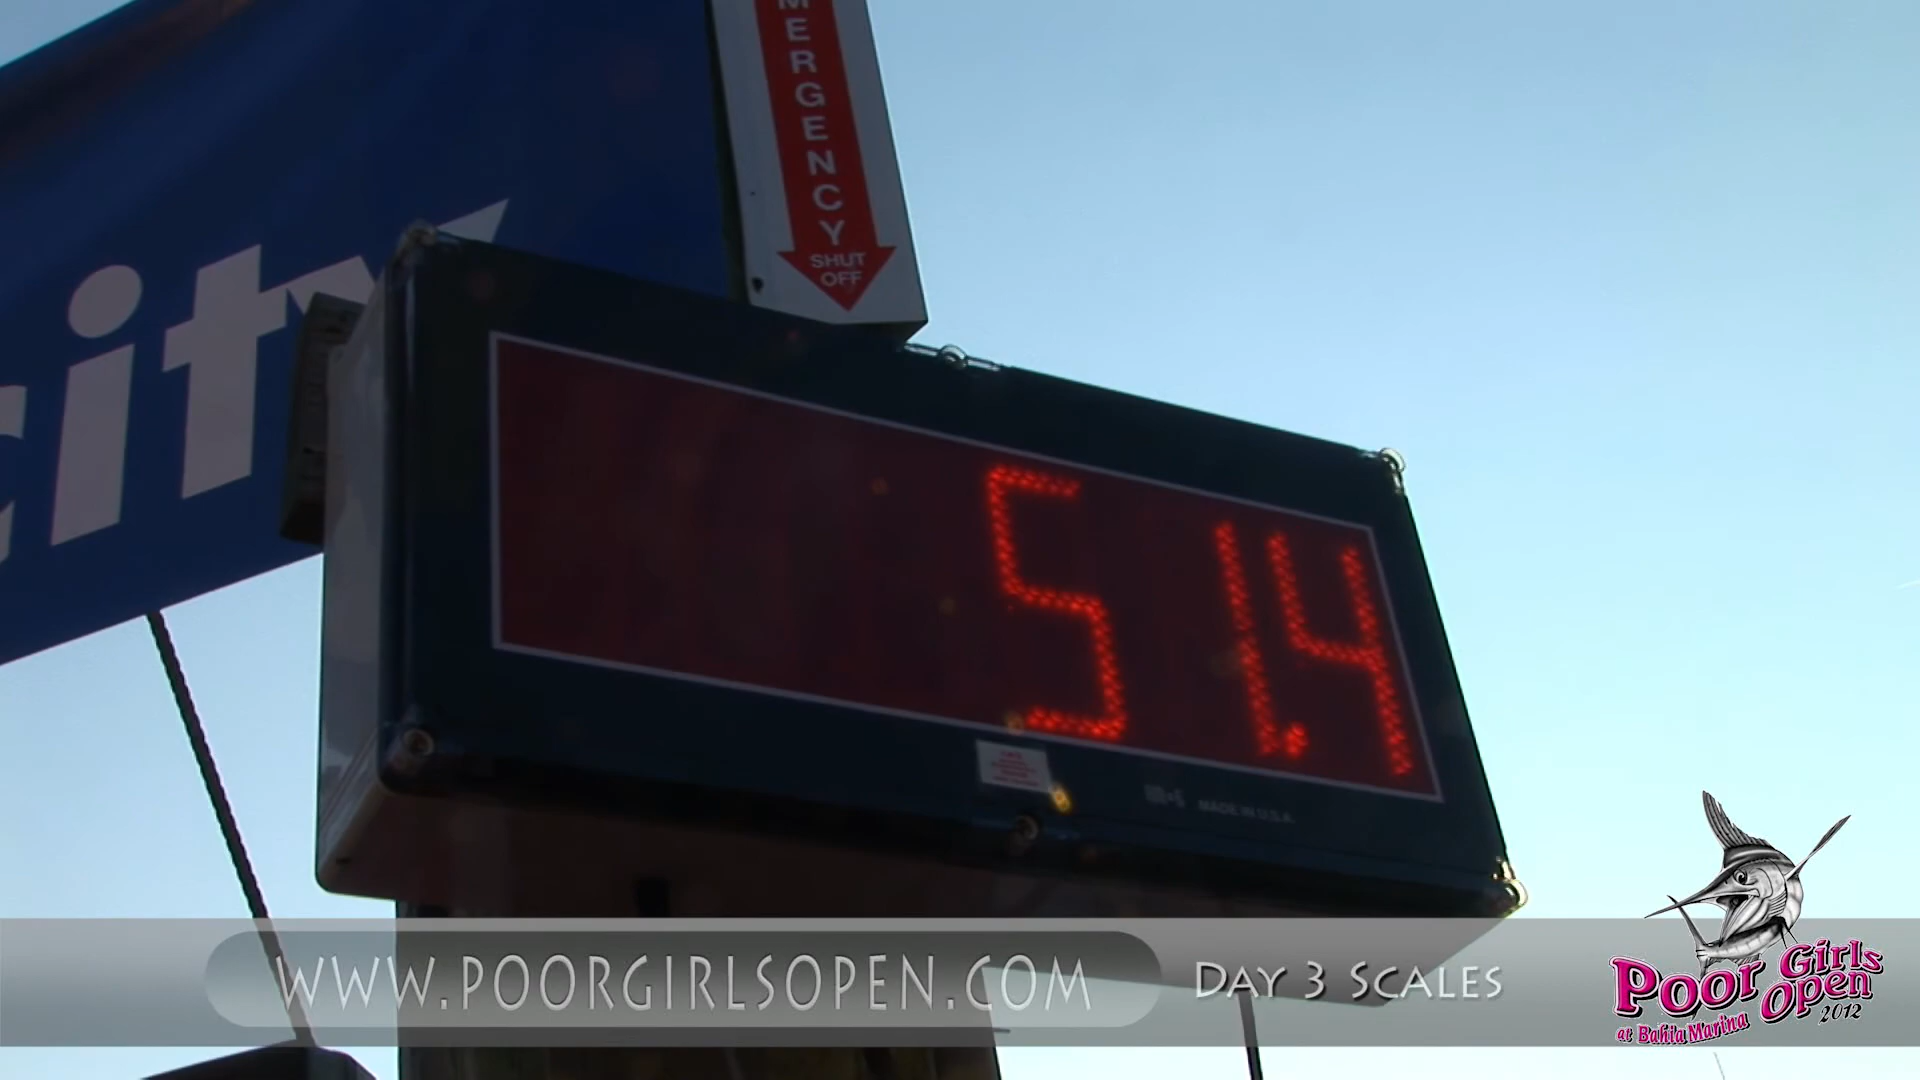 MERGENCY
SHUT
OFF
city
51.4
MADE IN U.S.A.
WWW.POORGIRLSOPEN.COM
DAY 3 SCALES
Poor Girls
Open
at Bahia Marina 2012